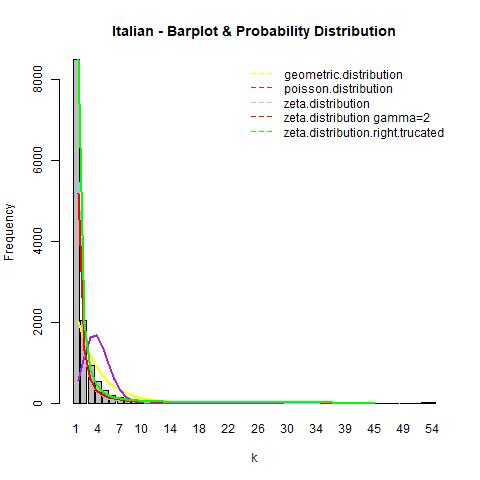 Italian - Barplot & Probability Distribution
geometric.distribution
poisson.distribution
zeta.distribution
zeta.distribution gamma=2
zeta.distribution.right.trucated
Frequency
8000
6000
4000
2000
0
1 4 7 10 14 18 22 26 30 34 39 45 49 54
k